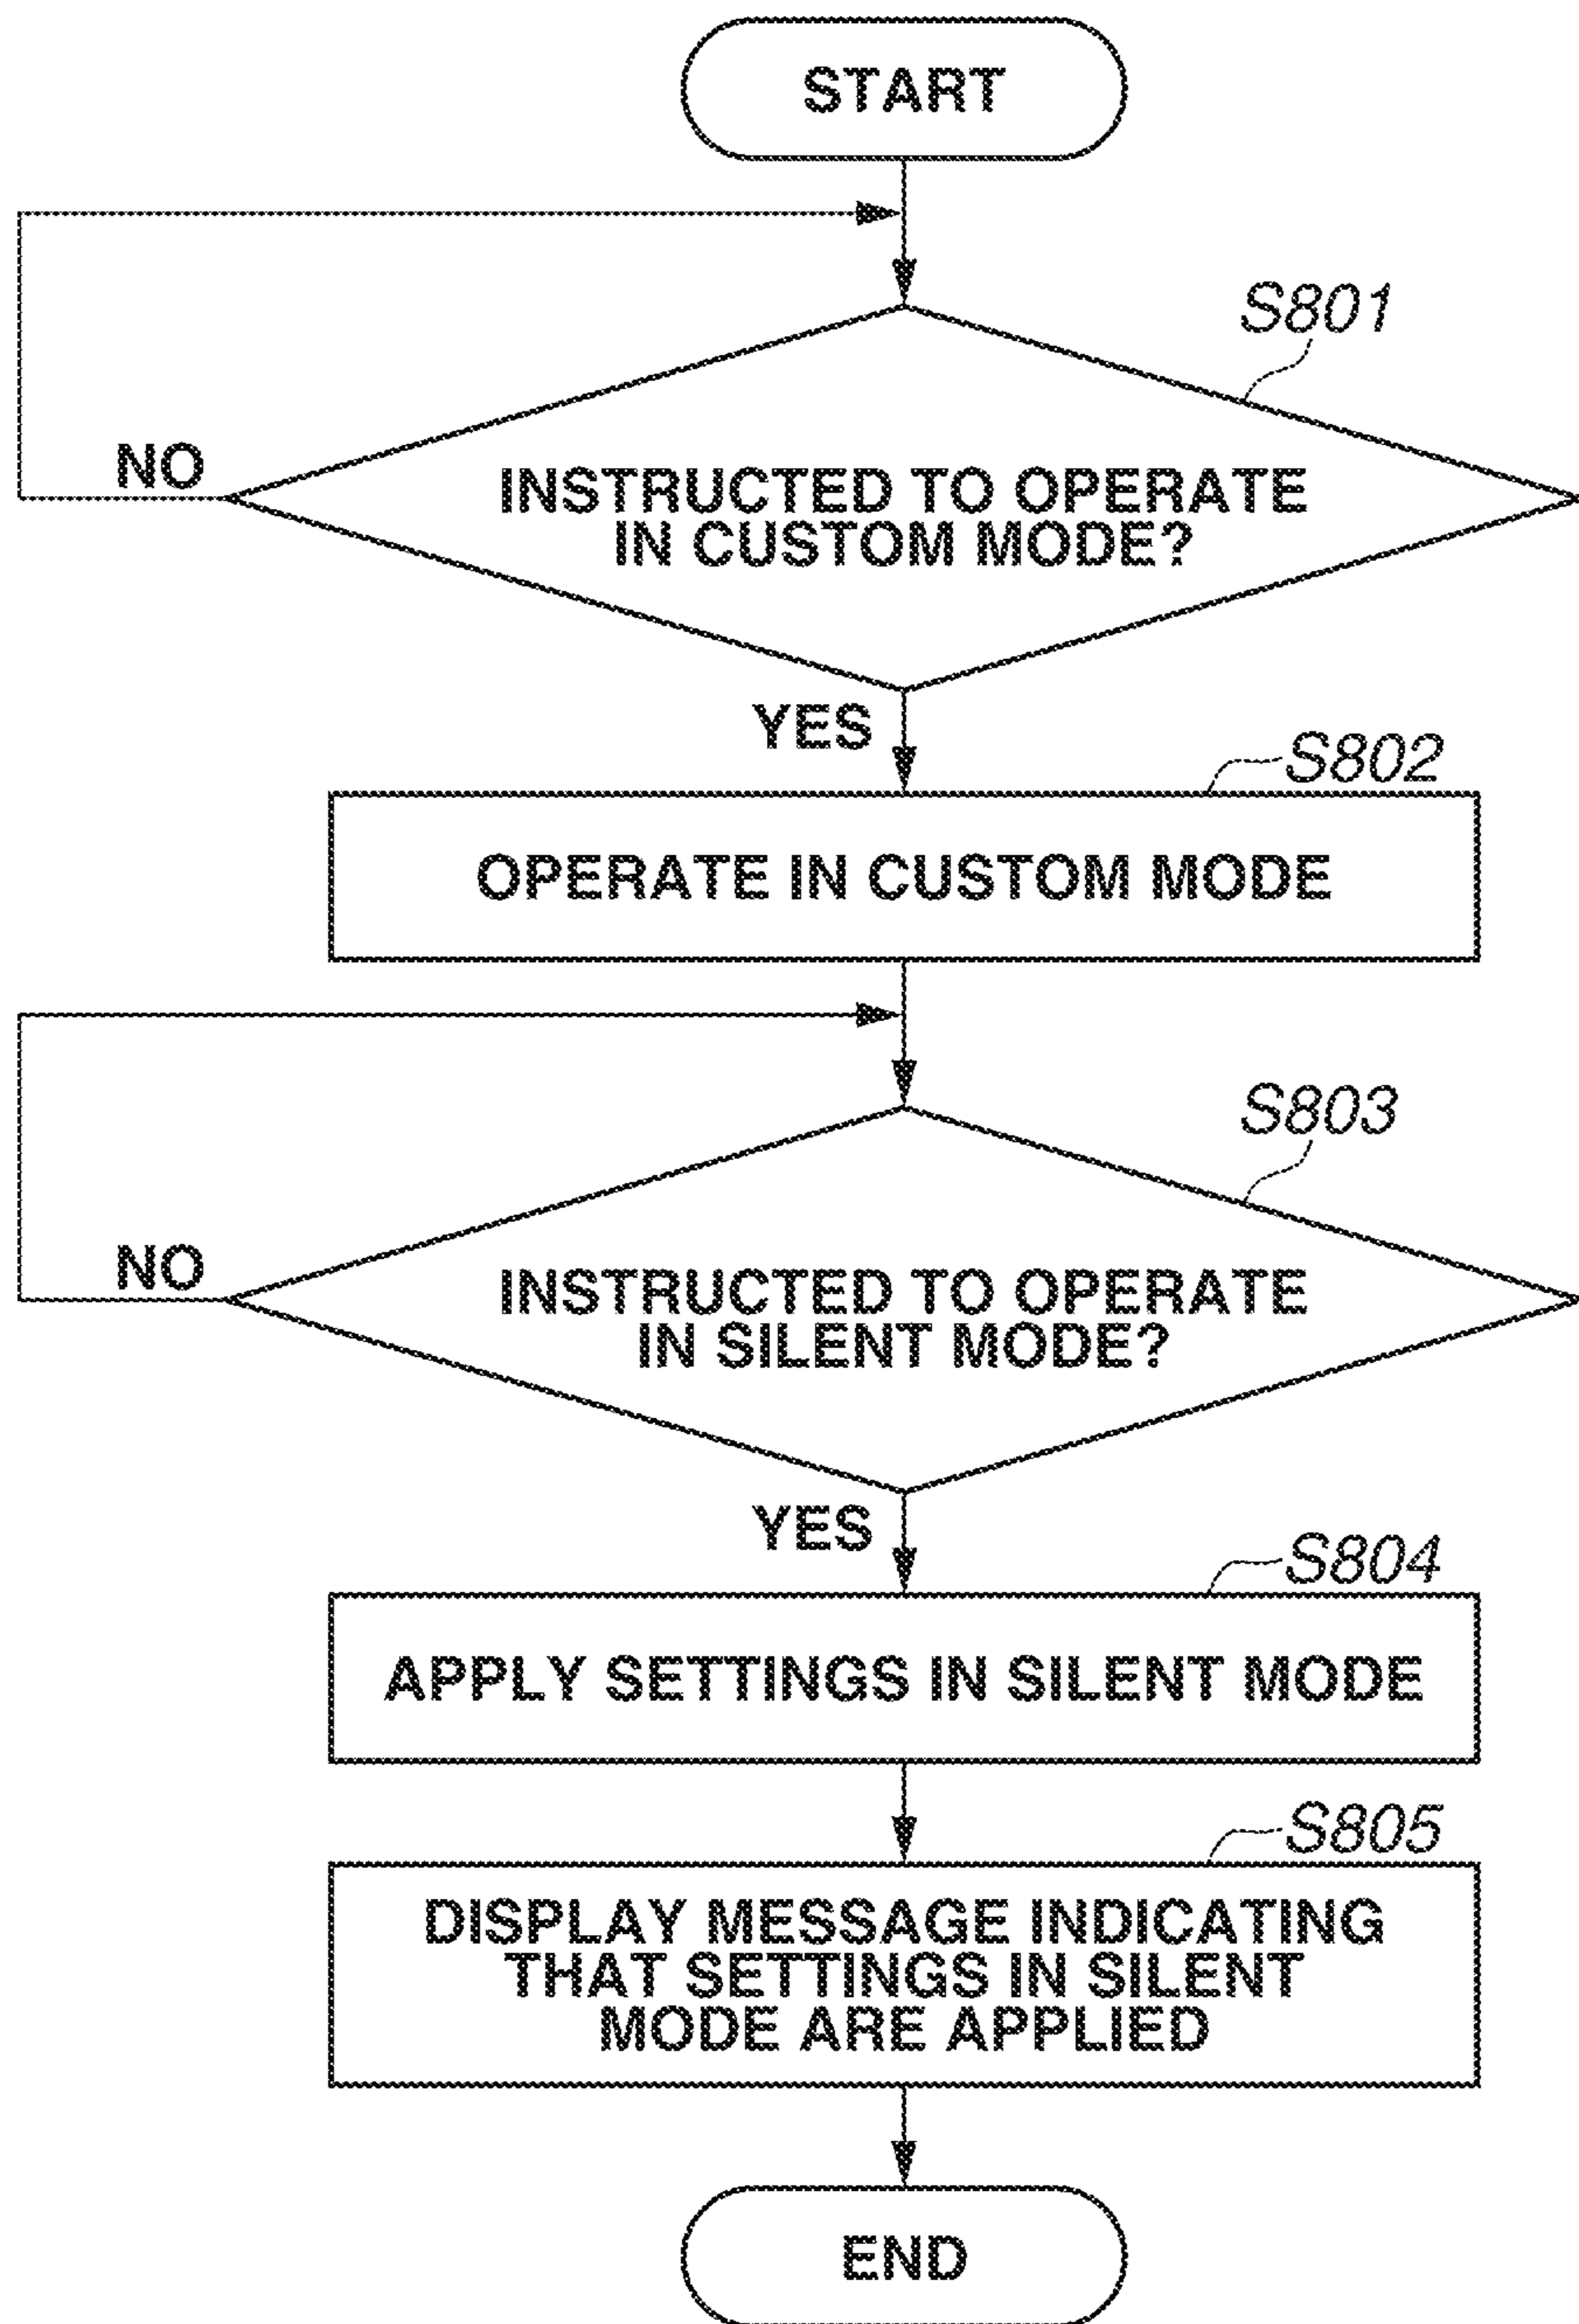 START
S801
NO
INSTRUCTED TO OPERATE
IN CUSTOM MODE?
YES
S802
OPERATE IN CUSTOM MODE
S803
NO
INSTRUCTED TO OPERATE
IN SILENT MODE?
YES
S804
APPLY SETTINGS IN SILENT MODE
S805
DISPLAY MESSAGE INDICATING
THAT SETTINGS IN SILENT
MODE ARE APPLIED
END